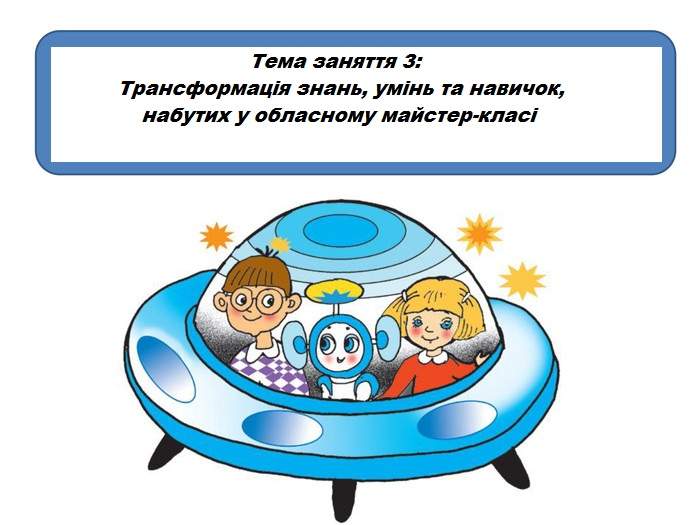 Тема заняття 3:
Трансформація знань, умінь та навичок,
набутих у обласному майстер-класі